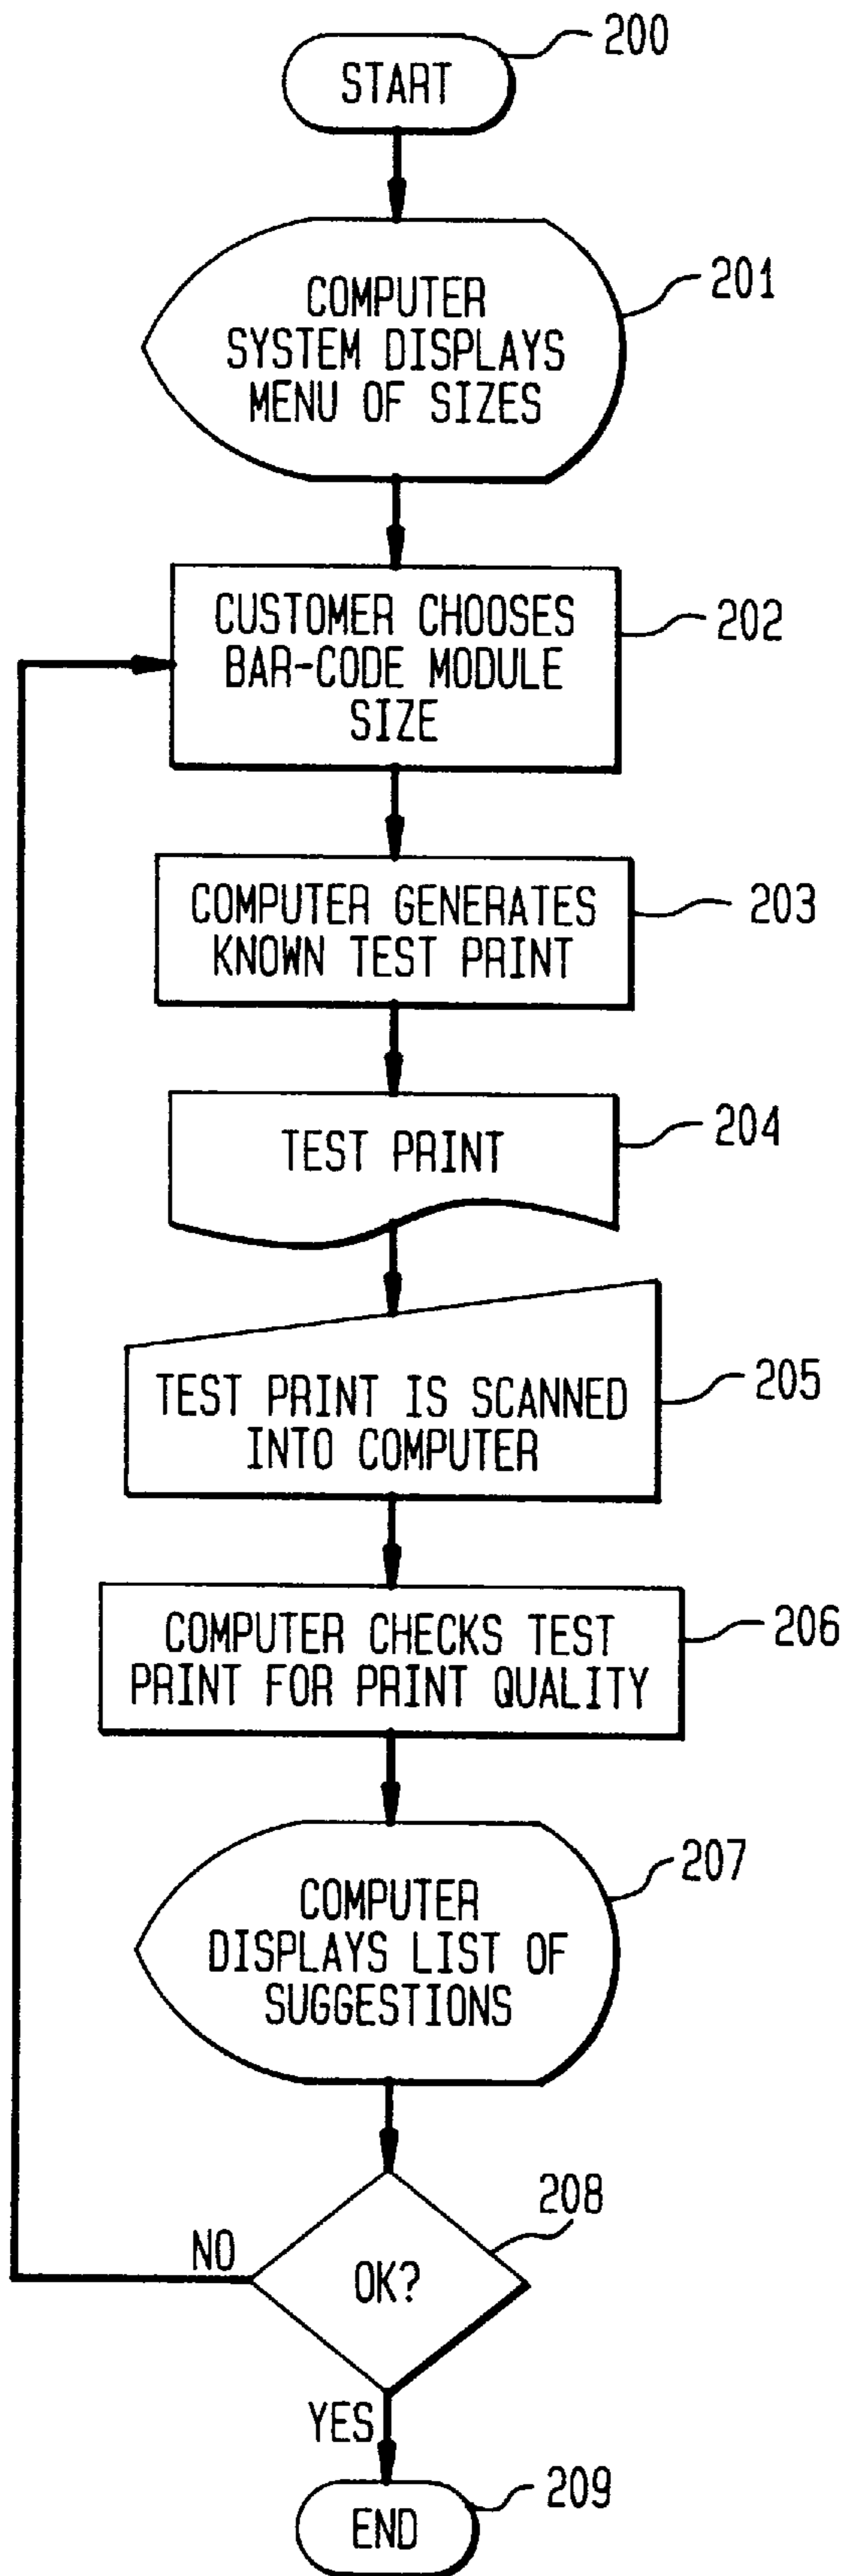 START
200
COMPUTER
SYSTEM DISPLAYS
MENU OF SIZES
201
CUSTOMER CHOOSES
BAR-CODE MODULE
SIZE
202
COMPUTER GENERATES
KNOWN TEST PRINT
203
TEST PRINT
204
TEST PRINT IS SCANNED
INTO COMPUTER
205
COMPUTER CHECKS TEST
PRINT FOR PRINT QUALITY
206
COMPUTER
DISPLAYS LIST OF
SUGGESTIONS
207
OK?
208
NO
YES
END
209